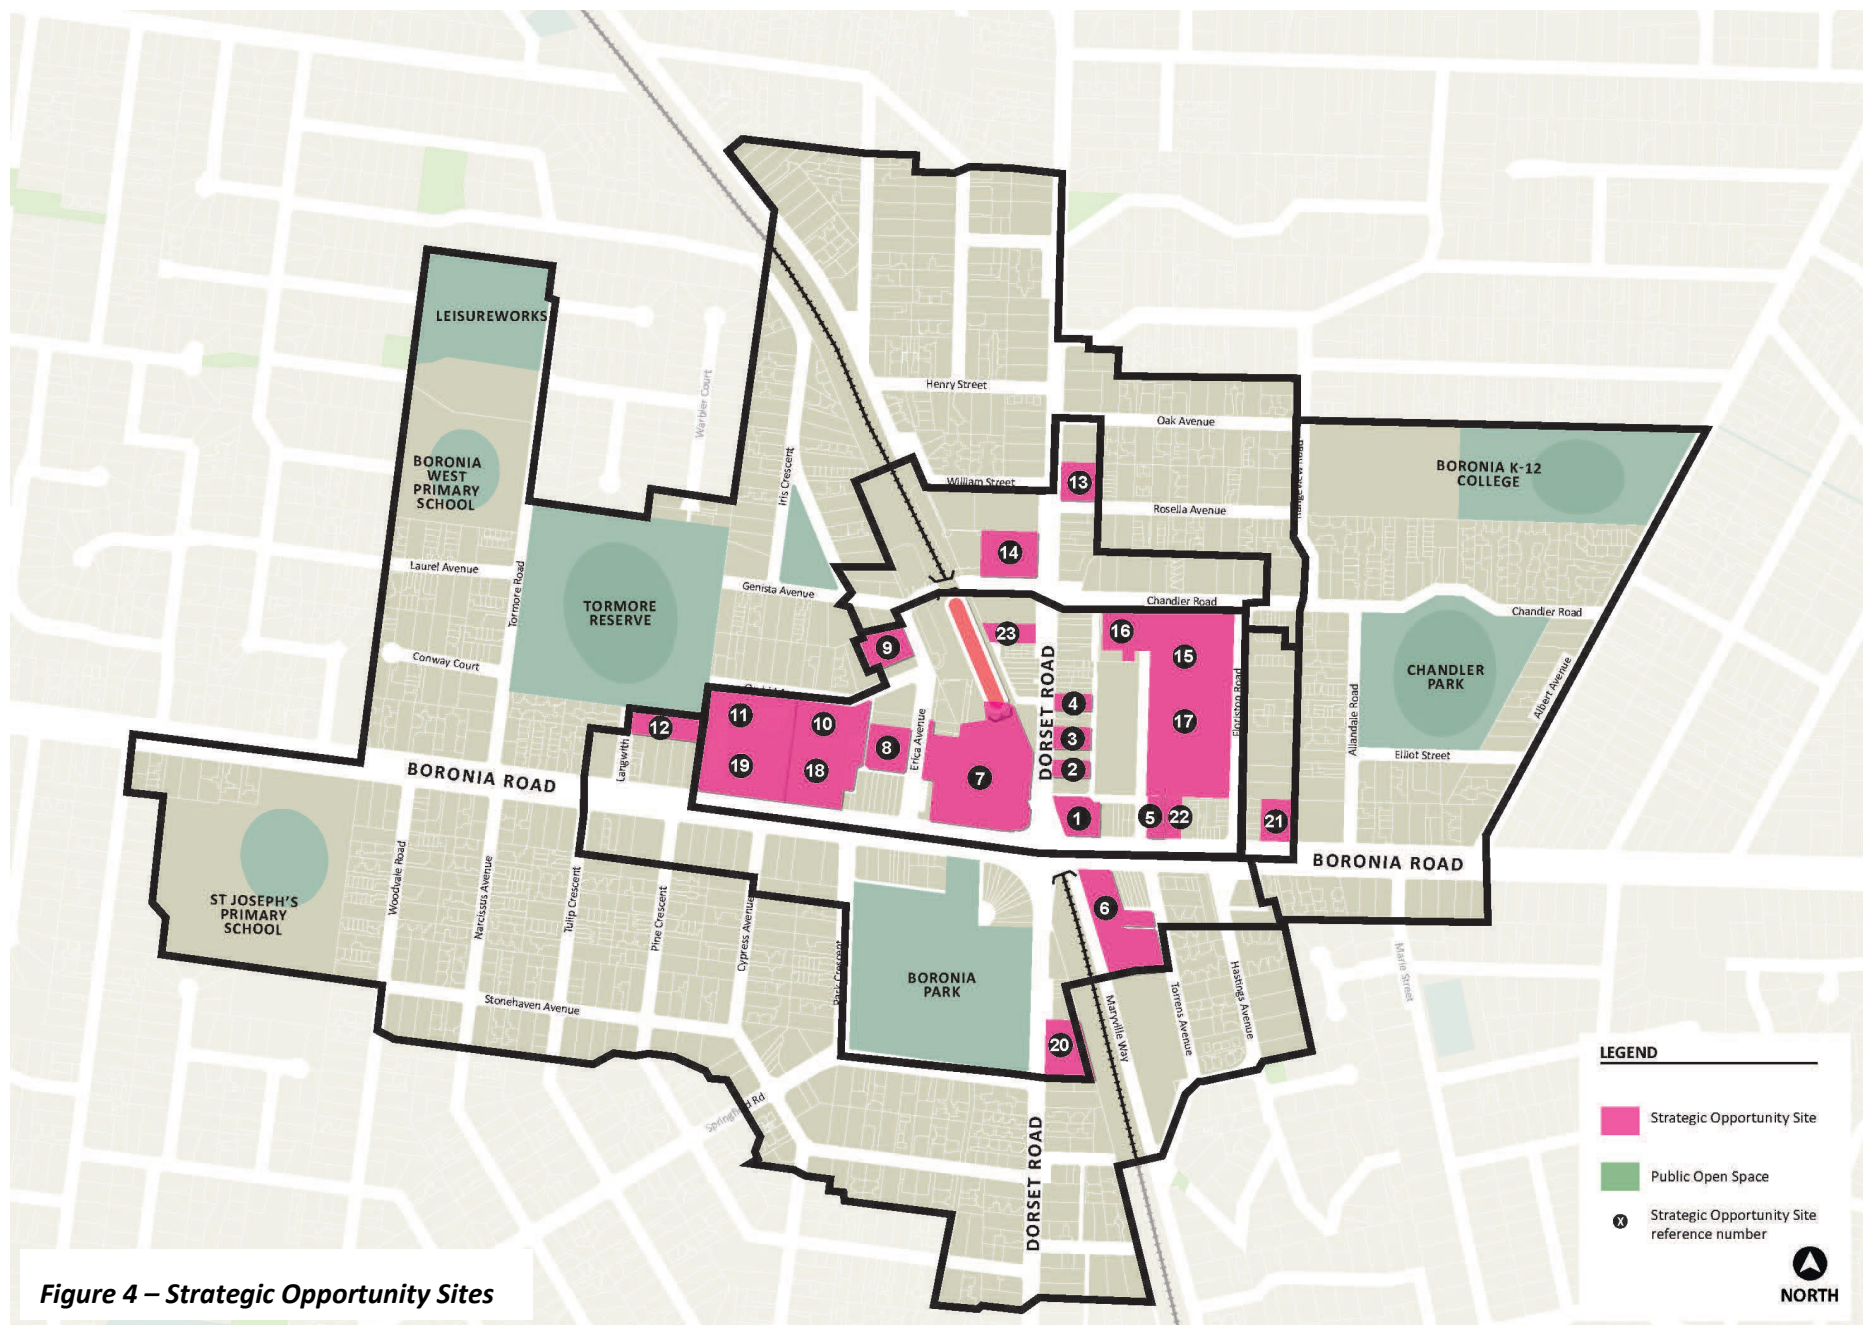 LEISUREWORKS
Warbler Court
Henry Street
Oak Avenue
BORONIA
WEST
PRIMARY
SCHOOL
Iris Crescent
William Street
13
Rosella Avenue
Rangeview Road
BORONIA K-12
COLLEGE
14
Laurel Avenue
Tormore Road
TORMORE
RESERVE
Genista Avenue
Chandler Road
Chandler Road
9
23
16
15
Conway Court
CHANDLER
PARK
Albert Avenue
12
11
10
8
Erica Avenue
7
DORSET ROAD
4
3
2
17
Floriston Road
Allandale Road
Elliot Street
Langwith
19
18
BORONIA ROAD
1
5
22
21
BORONIA ROAD
ST JOSEPH'S
PRIMARY
SCHOOL
Woodvale Road
Narcissus Avenue
Tulip Crescent
Pine Crescent
Cypress Avenue
Park Crescent
BORONIA
PARK
6
Stonehaven Avenue
20
Maryville Way
Torrens Avenue
Hastings Avenue
Marie Street
Springfield Rd
DORSET ROAD
LEGEND
Strategic Opportunity Site
Public Open Space
X
Strategic Opportunity Site
reference number
NORTH
Figure 4 – Strategic Opportunity Sites